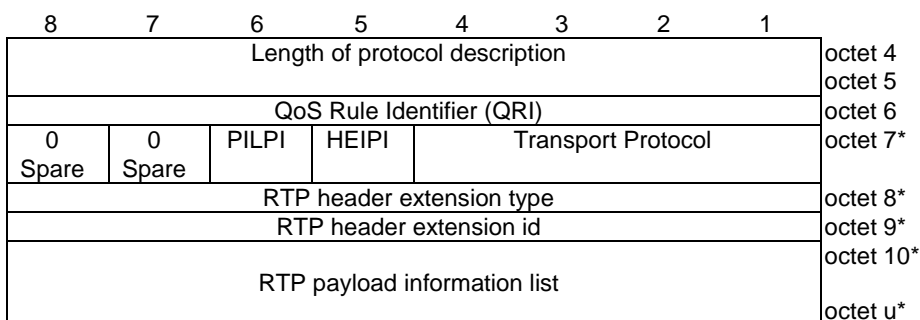 8 7 6 5 4 3 2 1
Length of protocol description octet 4
octet 5
QoS Rule Identifier (QRI) octet 6
0 0 PILPI HEIPI Transport Protocol octet 7*
Spare Spare
RTP header extension type octet 8*
RTP header extension id octet 9*
octet 10*
RTP payload information list
octet u*